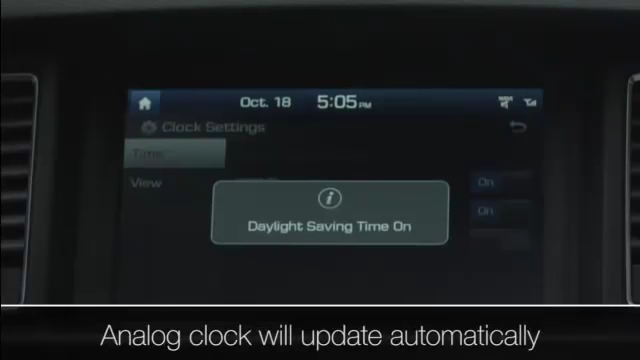 Oct. 18 5:05 PM
Clock Settings
Time
View
On
Daylight Saving Time On
On
Analog clock will update automatically